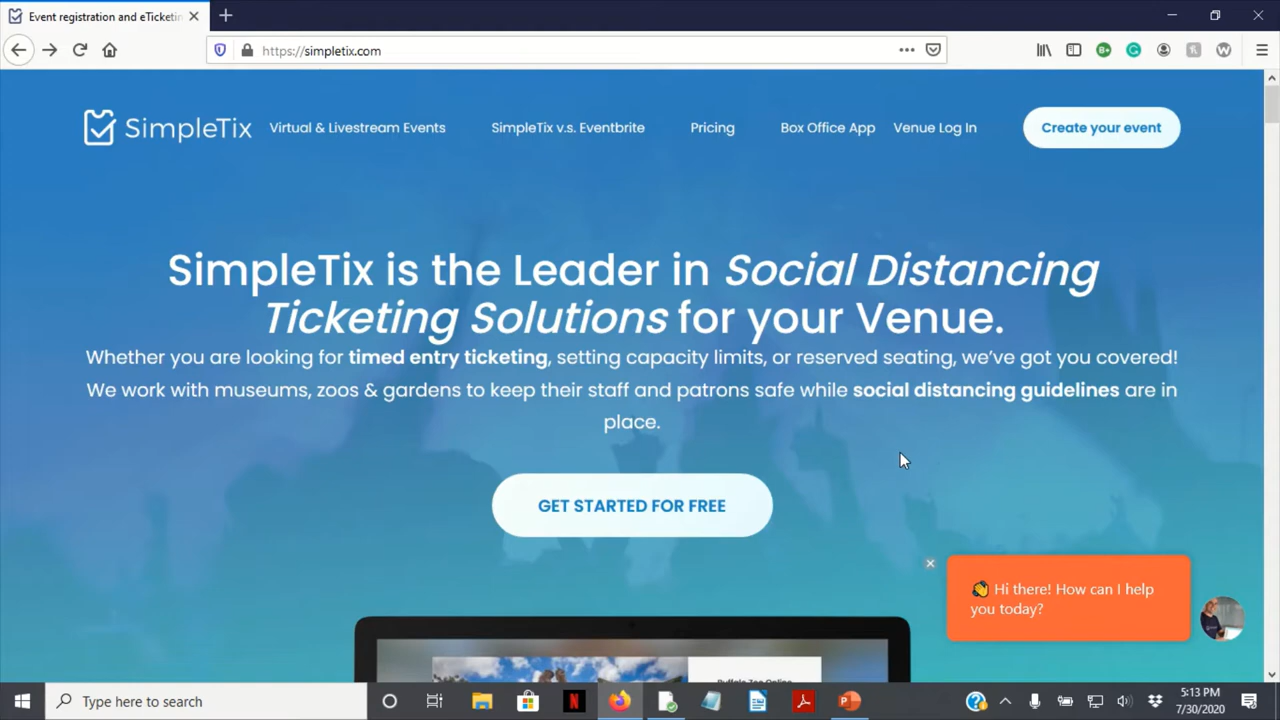 Event registration and eTicketin
https://simpletix.com
SimpleTix
Virtual & Livestream Events
SimpleTix v.s. Eventbrite
Pricing
Box Office App
Venue Log In
Create your event
SimpleTix is the Leader in Social Distancing
Ticketing Solutions for your Venue.
Whether you are looking for timed entry ticketing, setting capacity limits, or reserved seating, we've got you covered!
We work with museums, zoos & gardens to keep their staff and patrons safe while social distancing guidelines are in
place.
GET STARTED FOR FREE
Hi there! How can I help
you today?
Buffalo Zoo Online
Type here to search
5:13 PM
7/30/2020